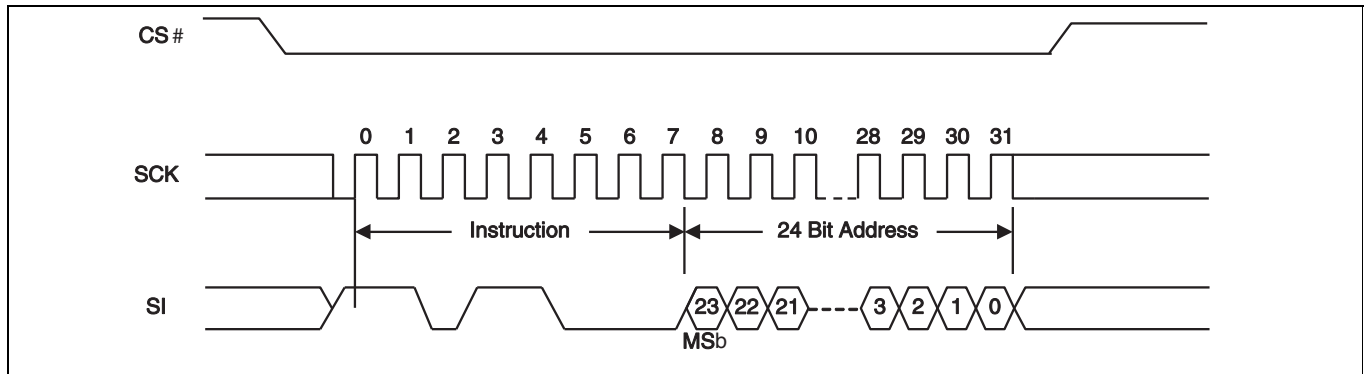 CS #
0 1 2 3 4 5 6 7 8 9 10 28 29 30 31
SCK
Instruction 24 Bit Address
SI 23 22 21 3 2 1 0
MSb